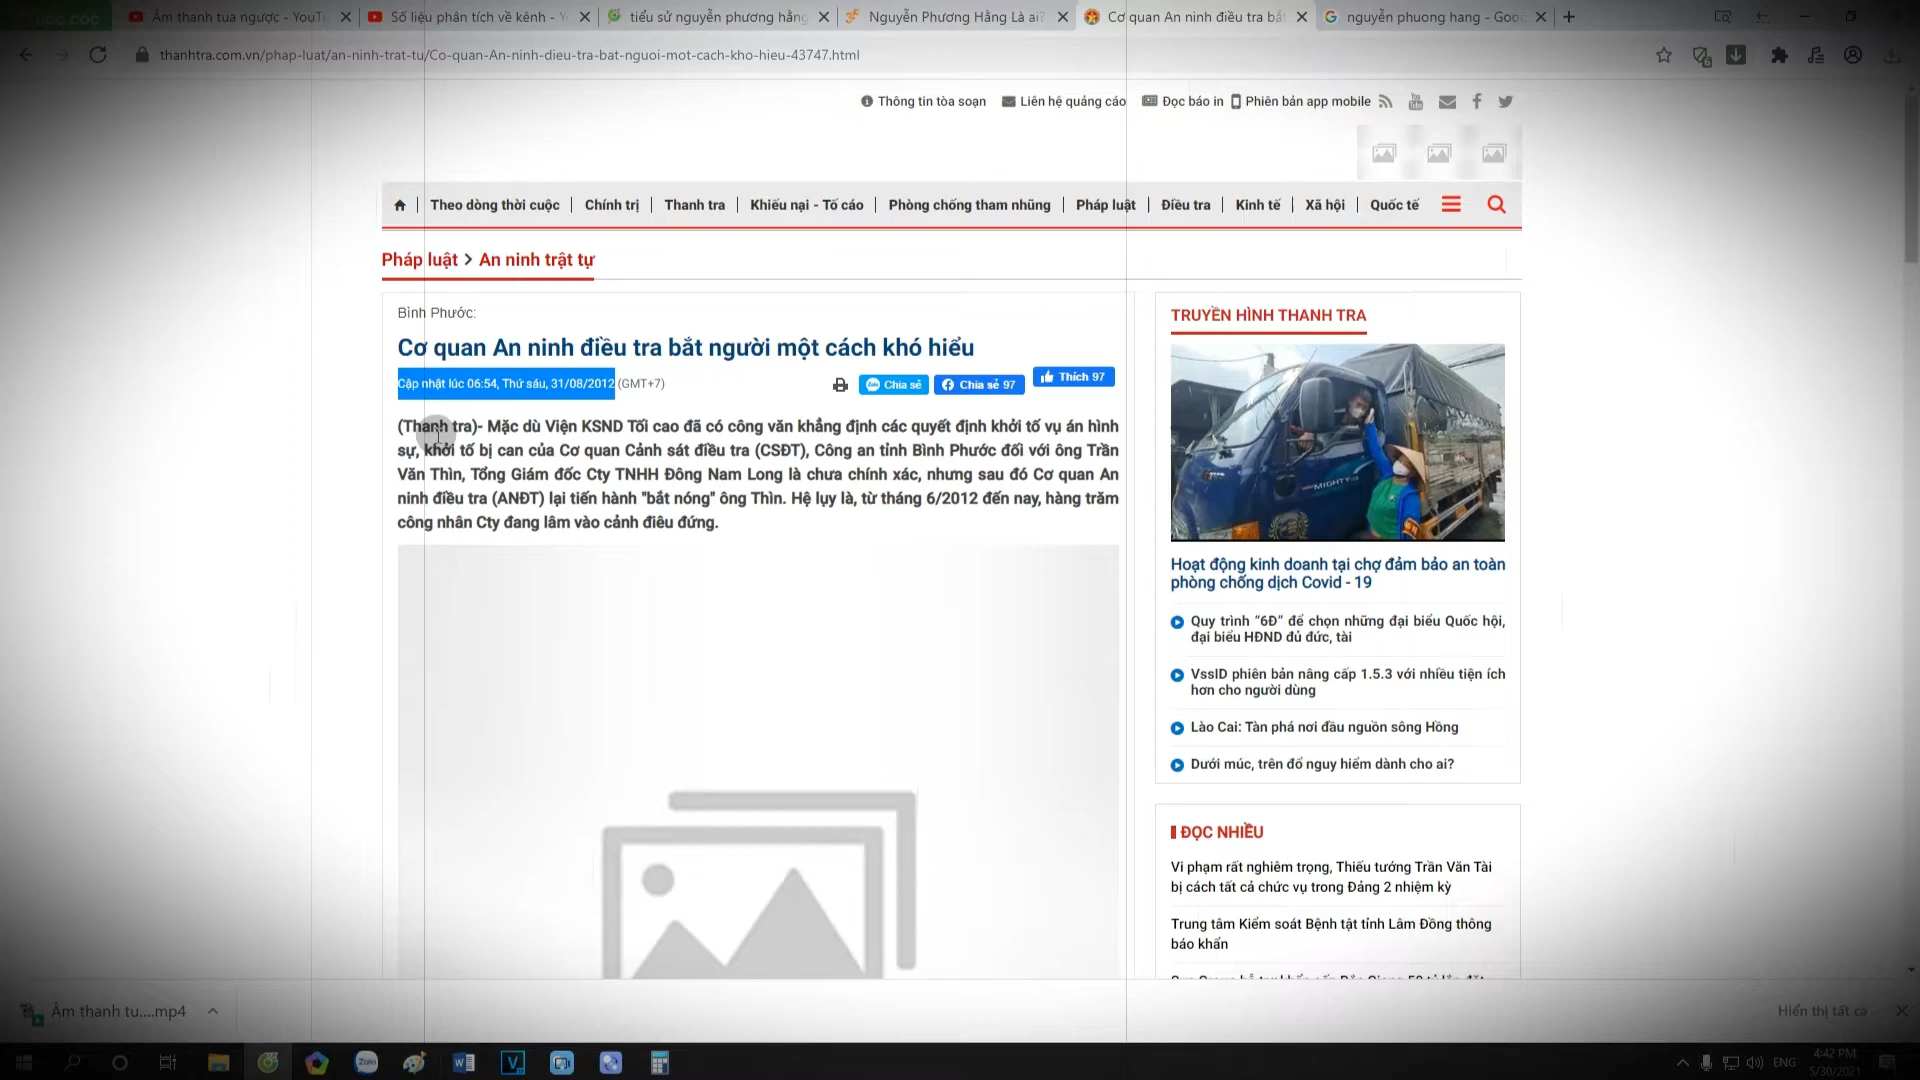 Âm thanh tua ngược - YouTu
Số liệu phân tích về kênh - Y
tiểu sử nguyễn phương hằng
Nguyễn Phương Hằng Là ai?
Cơ quan An ninh điều tra bắt
nguyễn phuong hang - Goo
thanhtra.com.vn/phap-luat/an-ninh-trat-tu/Co-quan-An-ninh-dieu-tra-bat-nguoi-mot-cach-kho-hieu-43747.html
Thông tin tòa soạn
Liên hệ quảng cáo
Đọc báo in
Phiên bản app mobile
Theo dòng thời cuộc
Chính trị
Thanh tra
Khiếu nại - Tố cáo
Phòng chống tham nhũng
Pháp luật
Điều tra
Kinh tế
Xã hội
Quốc tế
Pháp luật > An ninh trật tự
Bình Phước:
Cơ quan An ninh điều tra bắt người một cách khó hiểu
Cập nhật lúc 06:54, Thứ sáu, 31/08/2012 (GMT+7)
Chia sẻ
Chia sẻ 97
Thích 97
(Thanh tra)- Mặc dù Viện KSND Tối cao đã có công văn khẳng định các quyết định khởi tố vụ án hình
sự, khởi tố bị can của Cơ quan Cảnh sát điều tra (CSĐT), Công an tỉnh Bình Phước đối với ông Trần
Văn Thìn, Tổng Giám đốc Cty TNHH Đông Nam Long là chưa chính xác, nhưng sau đó Cơ quan An
ninh điều tra (ANĐT) lại tiến hành "bắt nóng" ông Thìn. Hệ lụy là, từ tháng 6/2012 đến nay, hàng trăm
công nhân Cty đang lâm vào cảnh điêu đứng.
TRUYỀN HÌNH THANH TRA
MIGHTY
Hoạt động kinh doanh tại chợ đảm bảo an toàn
phòng chống dịch Covid - 19
Quy trình “6Đ” để chọn những đại biểu Quốc hội,
đại biểu HĐND đủ đức, tài
VssID phiên bản nâng cấp 1.5.3 với nhiều tiện ích
hơn cho người dùng
Lào Cai: Tàn phá nơi đầu nguồn sông Hồng
Dưới múc, trên đổ nguy hiểm dành cho ai?
ĐỌC NHIỀU
Vi phạm rất nghiêm trọng, Thiếu tướng Trần Văn Tài
bị cách tất cả chức vụ trong Đảng 2 nhiệm kỳ
Trung tâm Kiểm soát Bệnh tật tỉnh Lâm Đồng thông
báo khẩn
Âm thanh tu....mp4
Hiển thị tất cả
Zalo
ENG
4:42 PM
5/30/2021